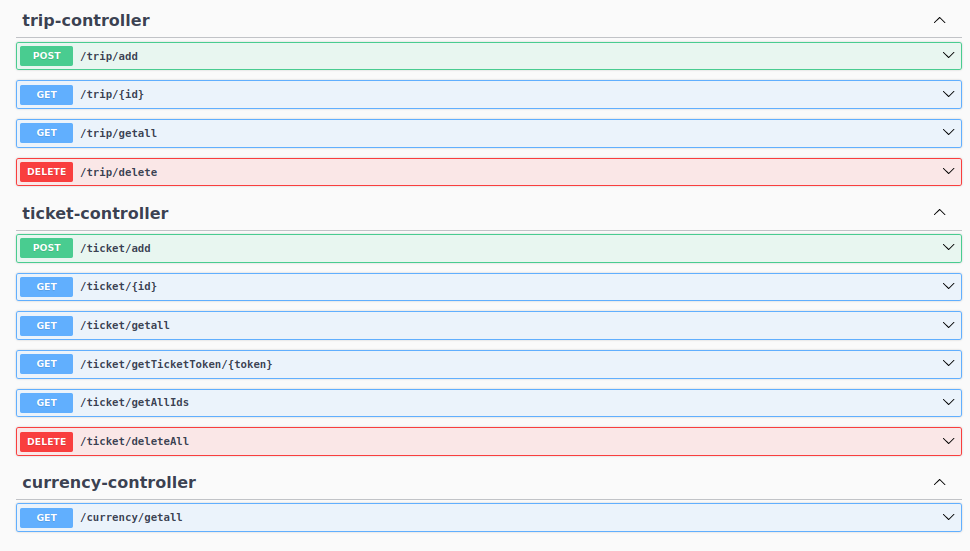 trip-controller
POST /trip/add
GET /trip/{id}
GET /trip/getall
DELETE /trip/delete
ticket-controller
POST /ticket/add
GET /ticket/{id}
GET /ticket/getall
GET /ticket/getTicketToken/{token}
GET /ticket/getAllIds
DELETE /ticket/deleteAll
currency-controller
GET /currency/getall